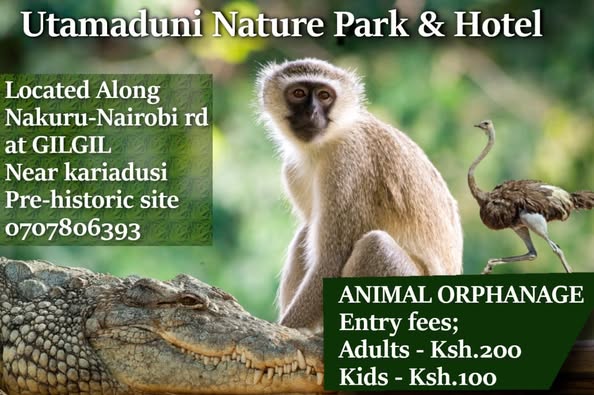 Utamaduni Nature Park & Hotel
Located Along
Nakuru-Nairobi rd
at GILGIL
Near kariadusi
Pre-historic site
0707806393
ANIMAL ORPHANAGE
Entry fees;
Adults - Ksh.200
Kids - Ksh.100